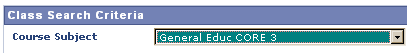 Class Search Criteria
Course Subject General Educ CORE 3